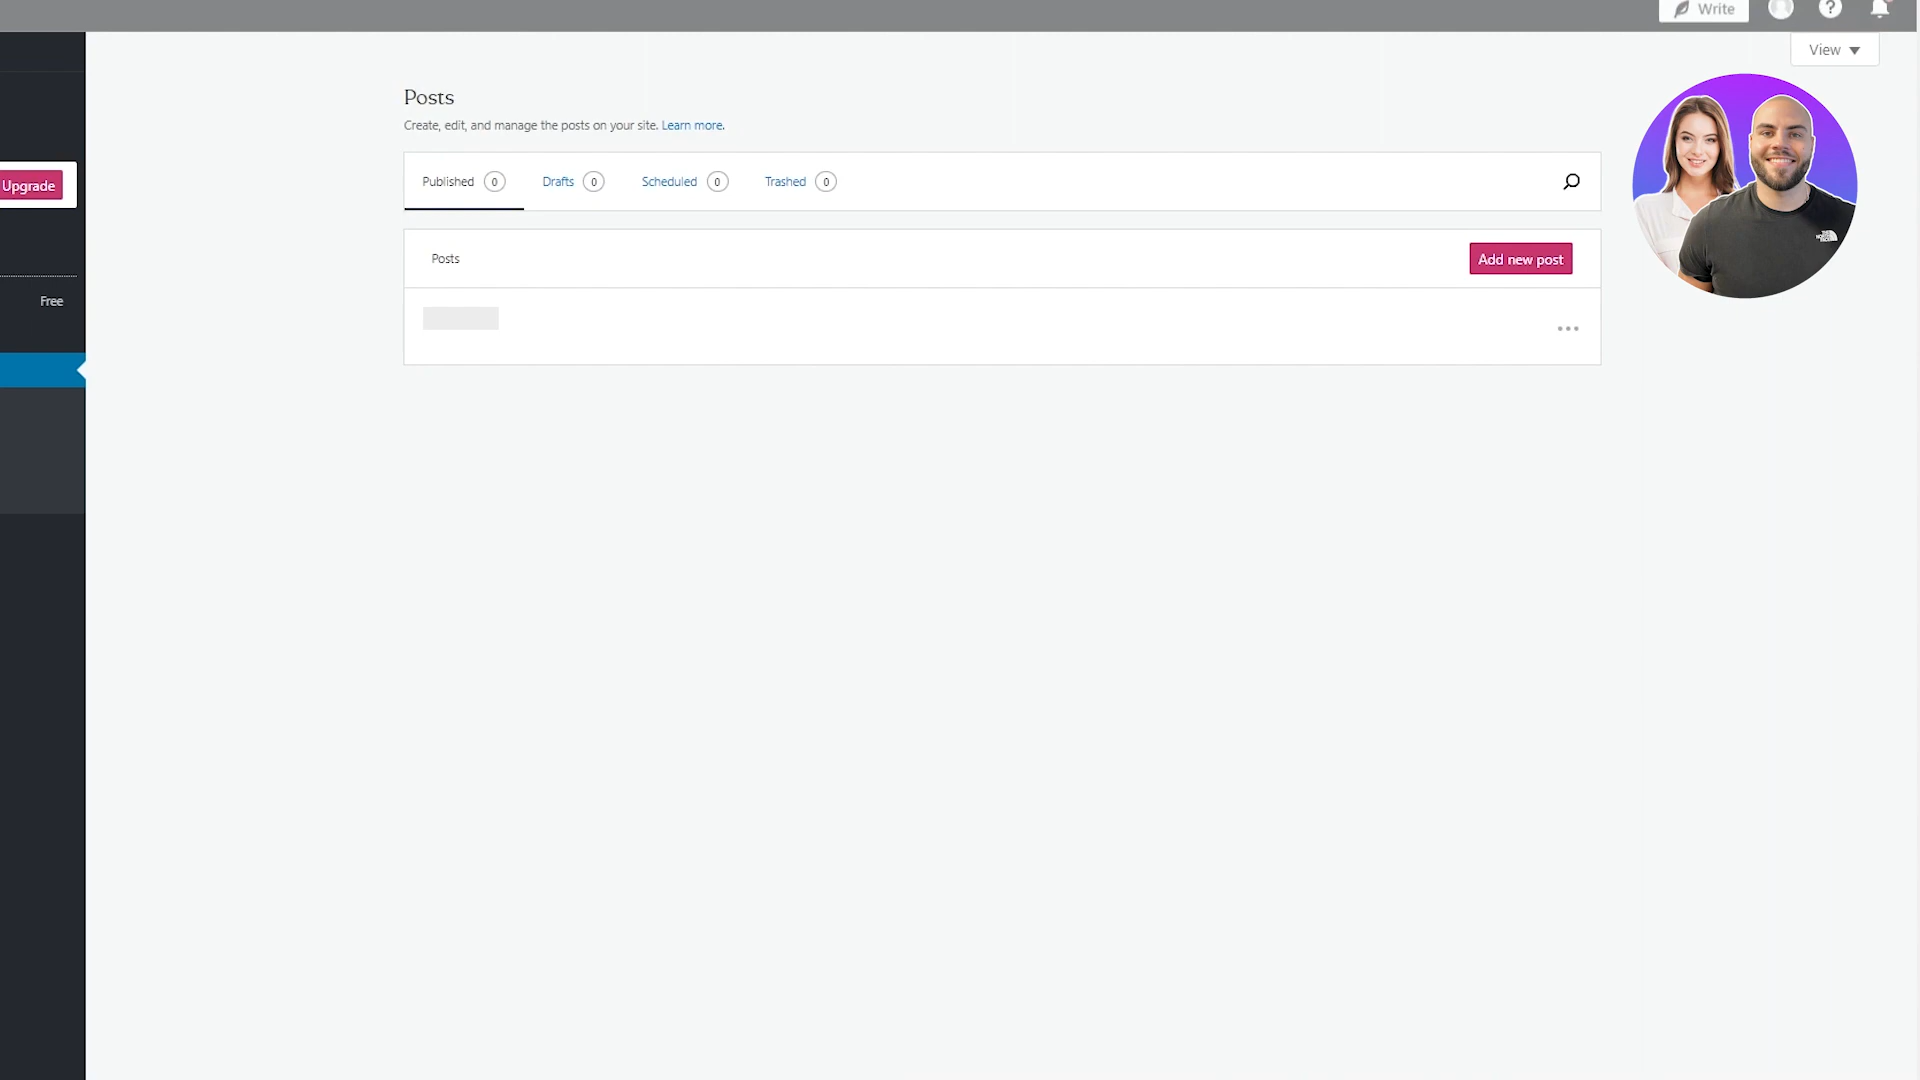 Write
View
Posts
Create, edit, and manage the posts on your site. Learn more.
Upgrade
Published 0 Drafts 0 Scheduled 0 Trashed 0
Posts Add new post
Free